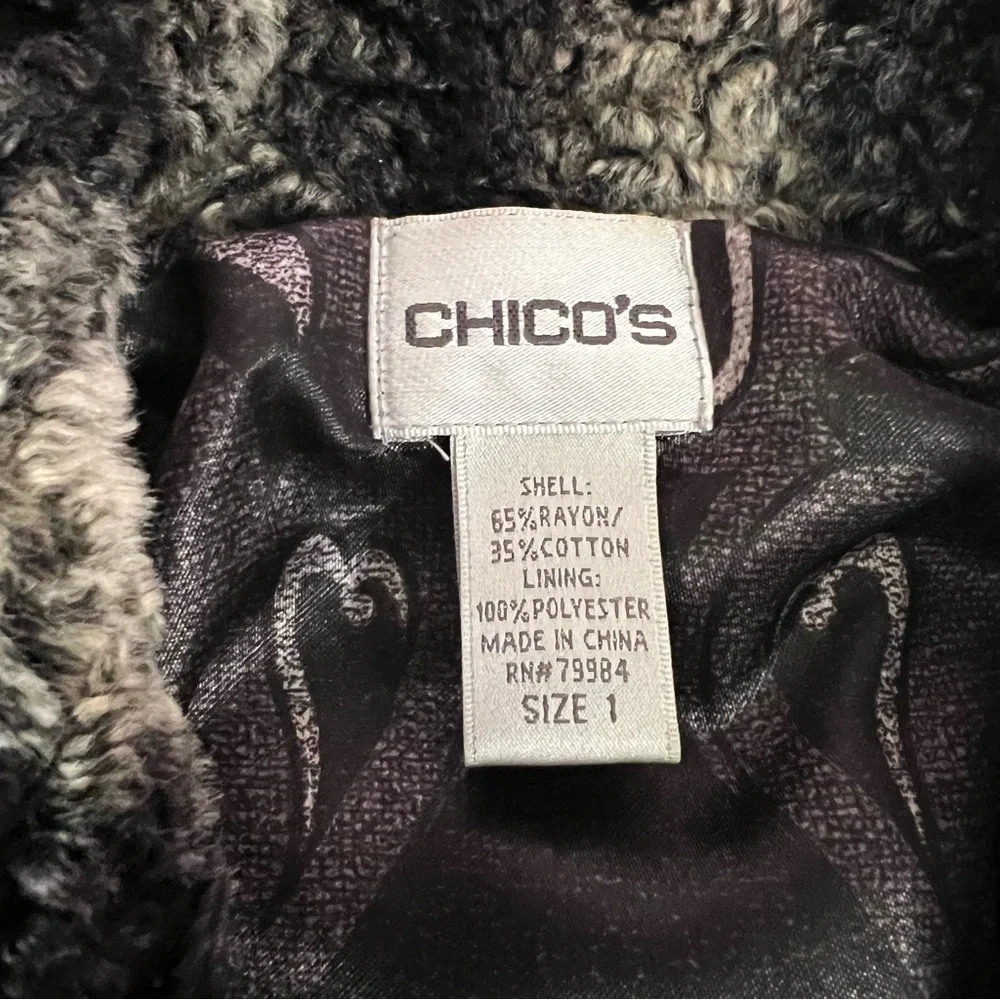 CHICO'S
SHELL:
65%RAYON/
35%COTTON
LINING:
100%POLYESTER
MADE IN CHINA
RN#79984
SIZE 1